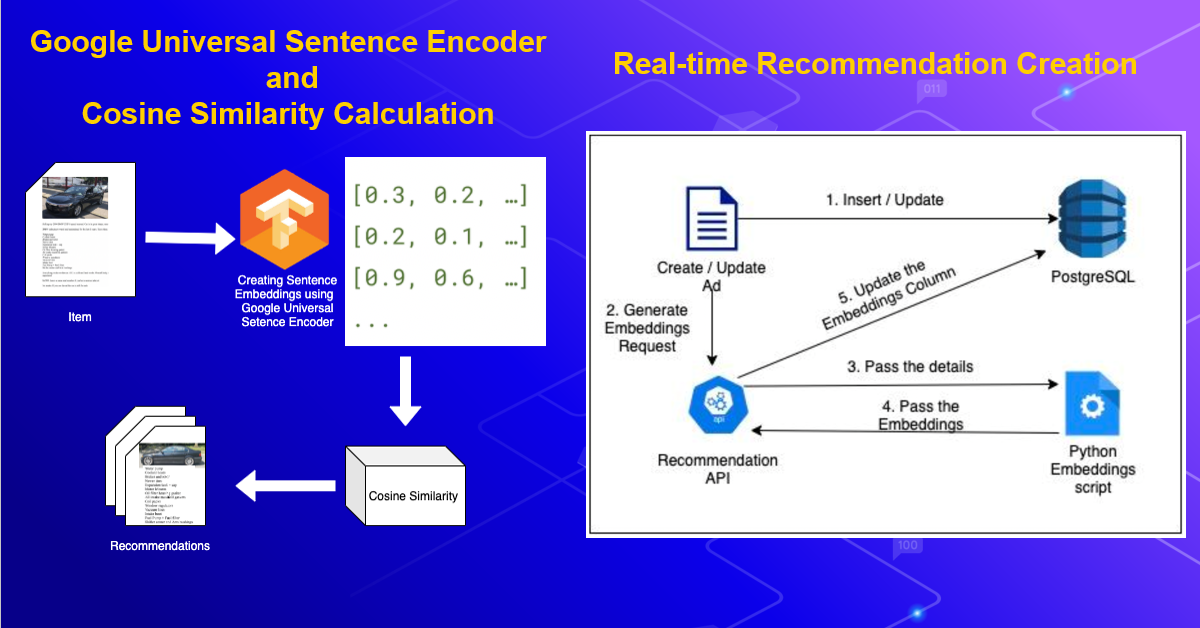 Google Universal Sentence Encoder
and
Cosine Similarity Calculation
Item
Creating Sentence
Embeddings using
Google Universal
Setence Encoder
[0.3, 0.2, …]
[0.2, 0.1, …]
[0.9, 0.6, …]
...
Cosine Similarity
Recommendations
Real-time Recommendation Creation
011
1. Insert / Update
Create / Update
Ad
PostgreSQL
2. Generate
Embeddings
Request
5. Update the
Embeddings Column
3. Pass the details
api
4. Pass the
Embeddings
Recommendation
API
Python
Embeddings
script
100